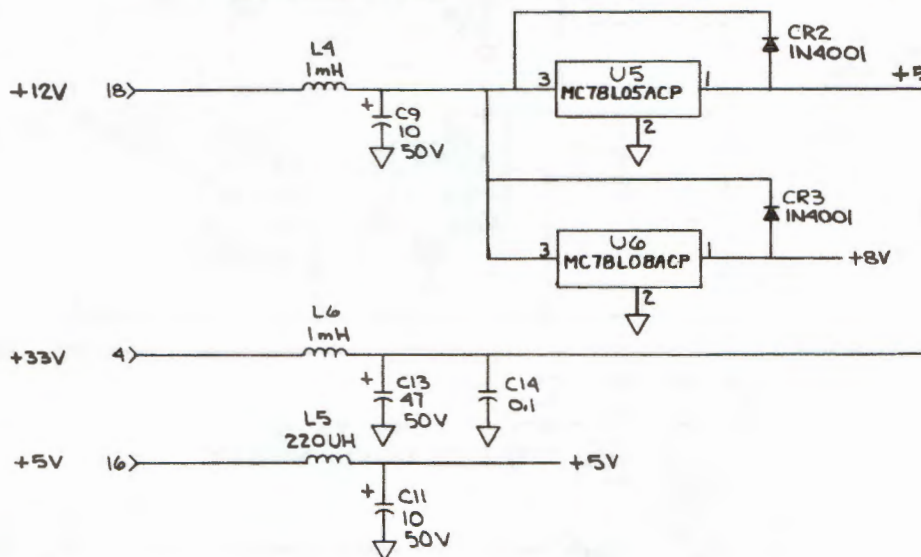 L4
1mH
+12V 18
+ C9
10
50V
3 U5 1
MC78L05ACP
2
CR2
1N4001
+5
3 U6 1
MC78L08ACP
2
CR3
1N4001
+8V
L6
1mH
+33V 4
+ C13
47
50V
C14
0.1
L5
220UH
+5V 16
+5V
+ C11
10
50V